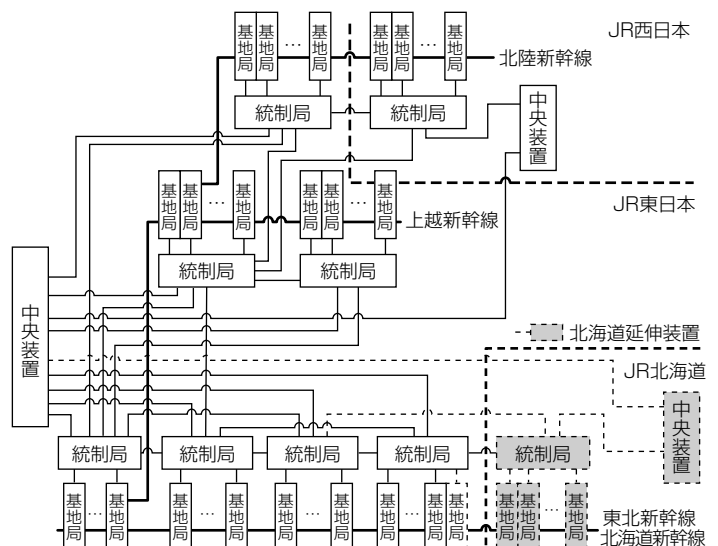 JR西日本
基地局
基地局
…
基地局
基地局
基地局
…
基地局
北陸新幹線
統制局
統制局
中央装置
基地局
基地局
…
基地局
基地局
基地局
…
基地局
JR東日本
上越新幹線
統制局
統制局
中央装置
北海道延伸装置
JR北海道
中央装置
統制局
統制局
統制局
統制局
統制局
基地局
…
基地局
基地局
…
基地局
基地局
…
基地局
基地局
…
基地局
基地局
基地局
基地局
…
基地局
東北新幹線
北海道新幹線